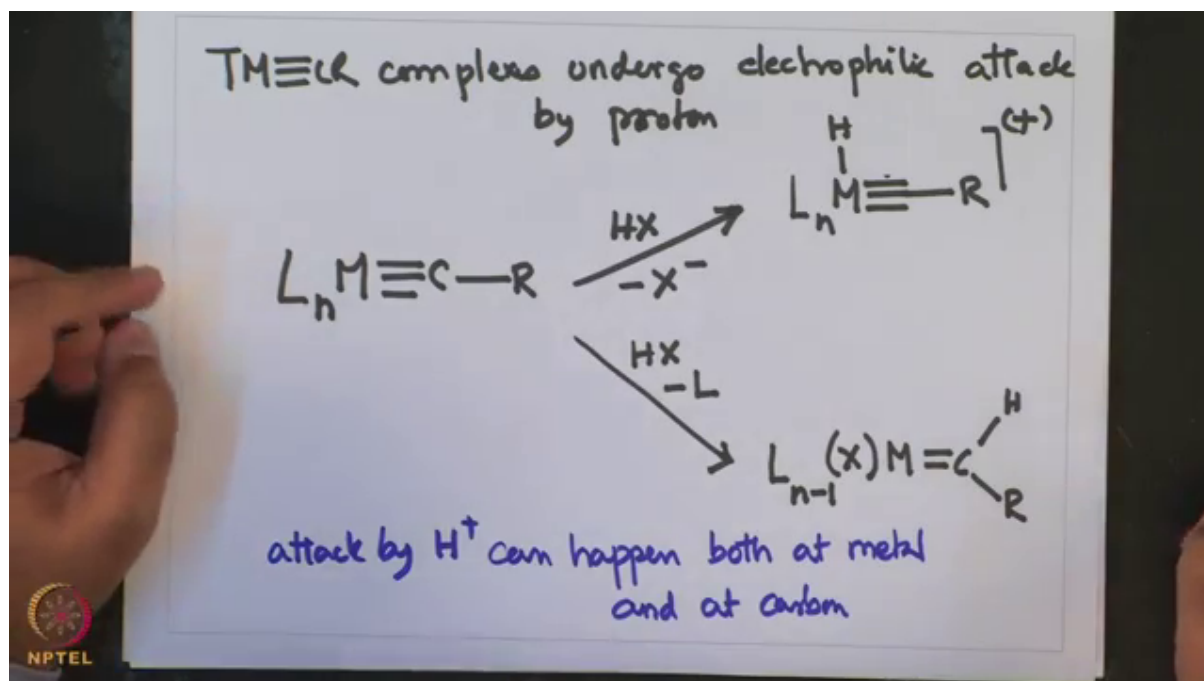 TM≡CR complexes undergo electrophilic attack
by proton
LnM≡C—R
HX
-X⁻
H
LnM≡—R ](+)
HX
-L
Ln-1(X)M=C
H
R
attack by H⁺ can happen both at metal
and at carbon
NPTEL